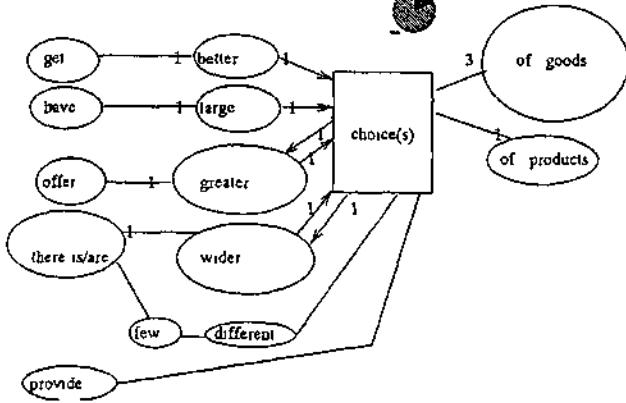 get 1 better 1
3 of goods
have 1 large 1
choice(s)
1
1
1 of products
offer 1 greater
1
1
1
there is/are
wider
few different
provide